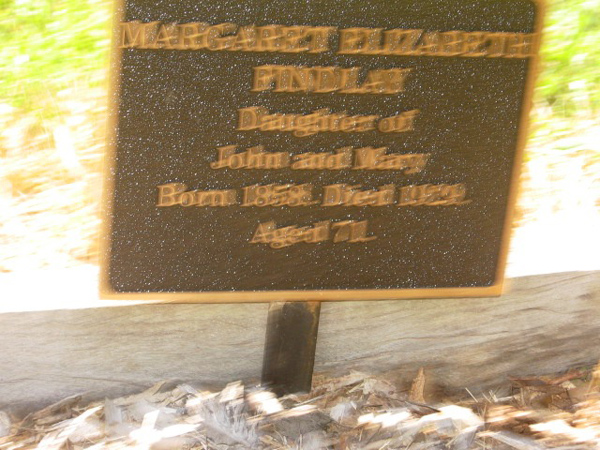 MARGARET ELIZABETH
FINDLAY
Daughter of
John and Mary
Born 1858 Died 1929
Aged 71